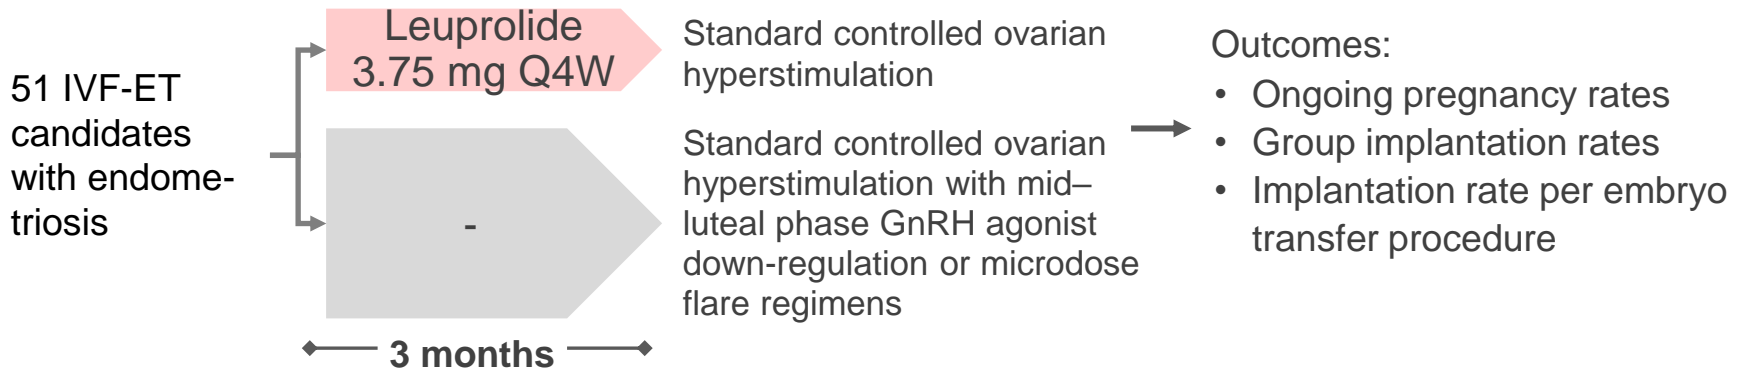 51 IVF-ET
candidates
with endome-
triosis
Leuprolide
3.75 mg Q4W
-
3 months
Standard controlled ovarian
hyperstimulation
Standard controlled ovarian
hyperstimulation with mid–
luteal phase GnRH agonist
down-regulation or microdose
flare regimens
Outcomes:
• Ongoing pregnancy rates
• Group implantation rates
• Implantation rate per embryo
transfer procedure